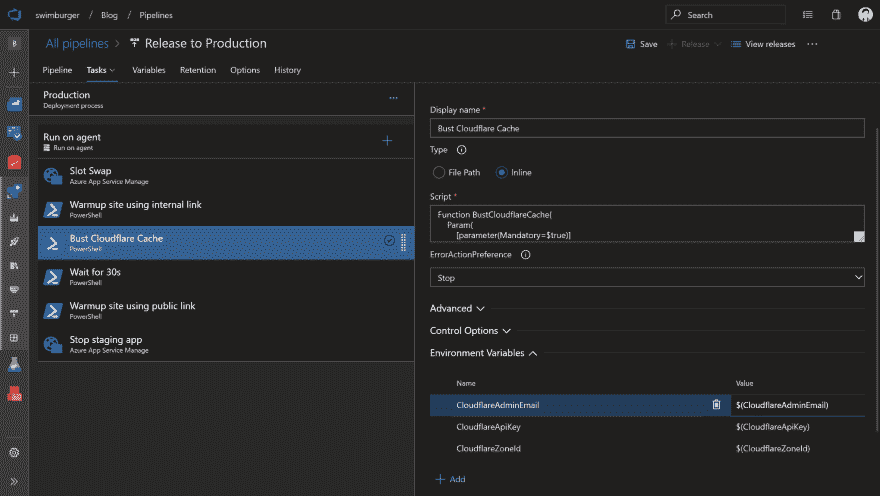 swimburger / Blog / Pipelines
Search
B
All pipelines > Release to Production
Save
Release
View releases
Pipeline Tasks Variables Retention Options History
Production
Deployment process
Run on agent
Run on agent
Slot Swap
Azure App Service Manage
Warmup site using internal link
PowerShell
Bust Cloudflare Cache
PowerShell
Wait for 30s
PowerShell
Warmup site using public link
PowerShell
Stop staging app
Azure App Service Manage
Display name *
Bust Cloudflare Cache
Type
File Path Inline
Script *
Function BustCloudflareCache(
Param(
[parameter(Mandatory=$true)]
ErrorActionPreference
Stop
Advanced
Control Options
Environment Variables
Name Value
CloudflareAdminEmail $(CloudflareAdminEmail)
CloudflareApiKey $(CloudflareApiKey)
CloudflareZoneId $(CloudflareZoneId)
+ Add